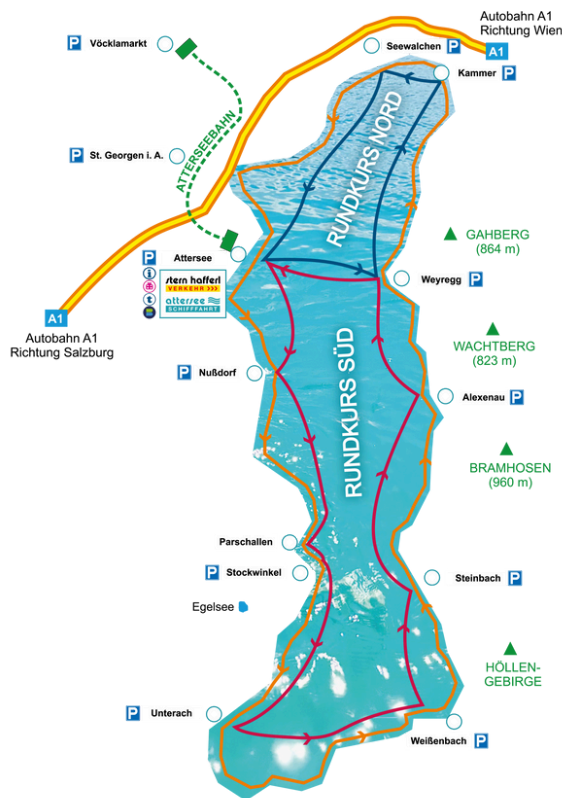 Autobahn A1
Richtung Wien
A1
P
Vöcklamarkt
Seewalchen
P
Kammer
P
ATTERSEEBAHN
P
St. Georgen i. A.
RUNDKURS NORD
GAHBERG
(864 m)
P
Attersee
i
t
stern hafferl
VERKEHR >>>
attersee
SCHIFFFAHRT
Weyregg
P
A1
Autobahn A1
Richtung Salzburg
WACHTBERG
(823 m)
P
Nußdorf
RUNDKURS SÜD
Alexenau
P
BRAMHOSEN
(960 m)
Parschallen
P
Stockwinkel
Steinbach
P
Egelsee
HÖLLEN-
GEBIRGE
P
Unterach
Weißenbach
P